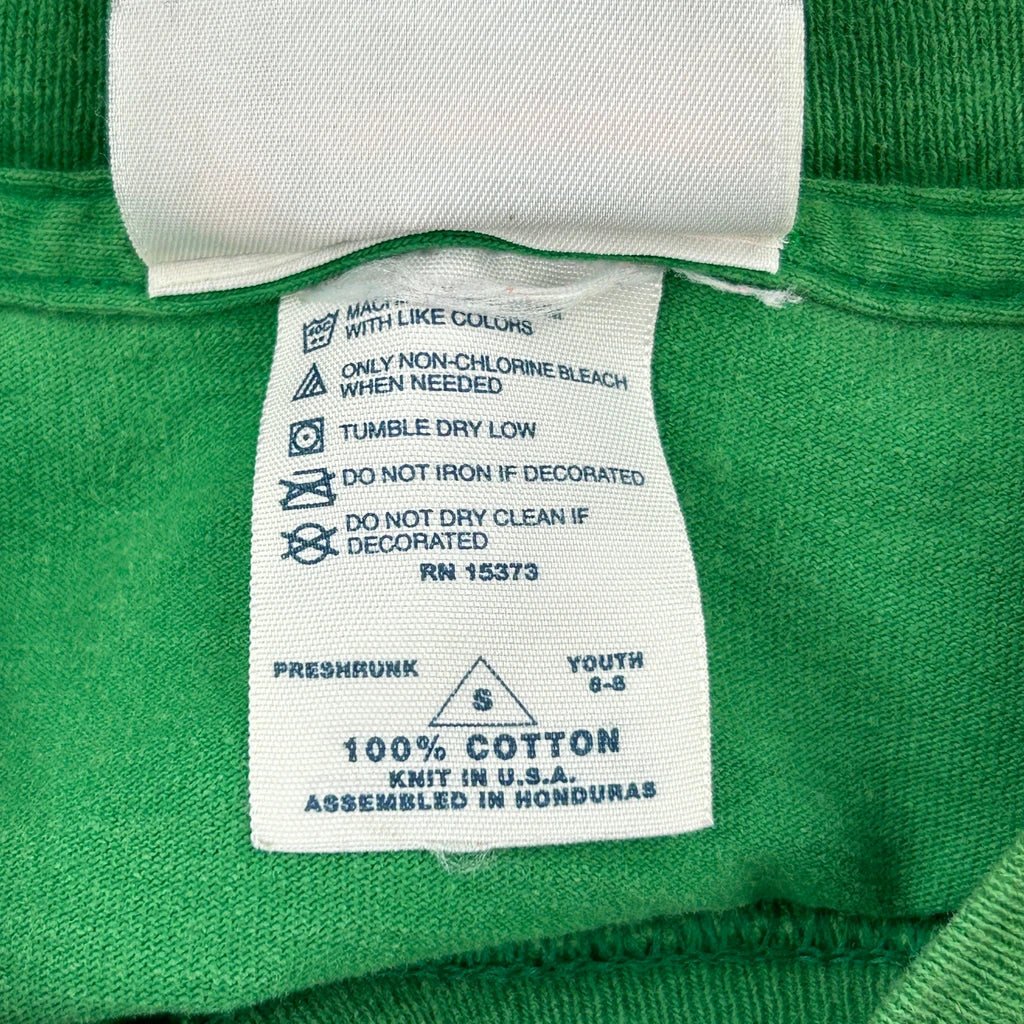 40C
WITH LIKE COLORS
ONLY NON-CHLORINE BLEACH
WHEN NEEDED
TUMBLE DRY LOW
DO NOT IRON IF DECORATED
DO NOT DRY CLEAN IF
DECORATED
RN 15373
PRESHRUNK
YOUTH
6-8
S
100% COTTON
KNIT IN U.S.A.
ASSEMBLED IN HONDURAS